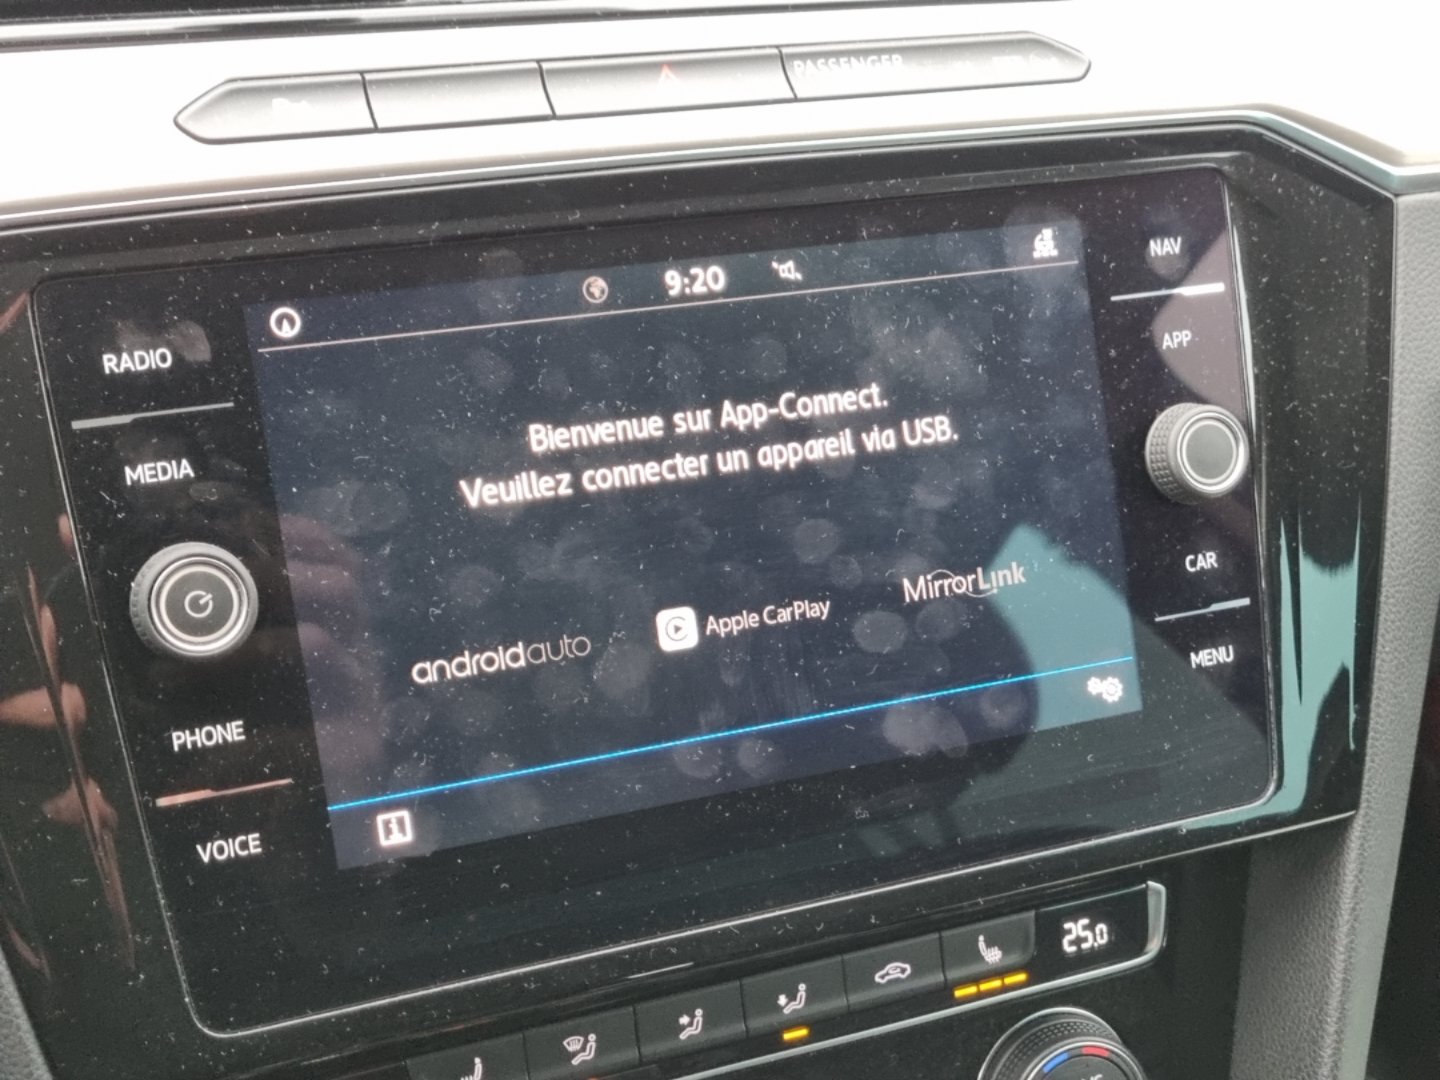 PASSENGER
9:20
RADIO
MEDIA
PHONE
VOICE
NAV
APP
CAR
MENU
Bienvenue sur App-Connect.
Veuillez connecter un appareil via USB.
androidauto
Apple CarPlay
MirrorLink
i
25.0